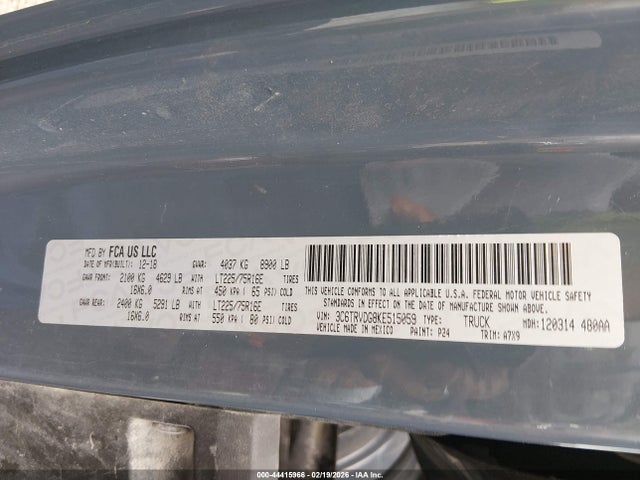 MFD BY FCA US LLC
DATE OF MFR(BUILT): 12-18 GVWR: 4037 KG 8900 LB
GAWR FRONT: 2100 KG 4629 LB WITH LT225/75R16E TIRES
16X6.0 RIMS AT 450 KPA ( 65 PSI) COLD
GAWR REAR: 2400 KG 5291 LB WITH LT225/75R16E TIRES
16X6.0 RIMS AT 550 KPA ( 80 PSI) COLD
THIS VEHICLE CONFORMS TO ALL APPLICABLE U.S.A. FEDERAL MOTOR VEHICLE SAFETY
STANDARDS IN EFFECT ON THE DATE OF MANUFACTURE SHOWN ABOVE
VIN: 3C6TRVDG8KE515059 TYPE: TRUCK MDH: 120314 480AA
VEHICLE MADE IN MEXICO PAINT: P24 TRIM: A7X9
000-44415966 - 02/19/2026 - IAA Inc.